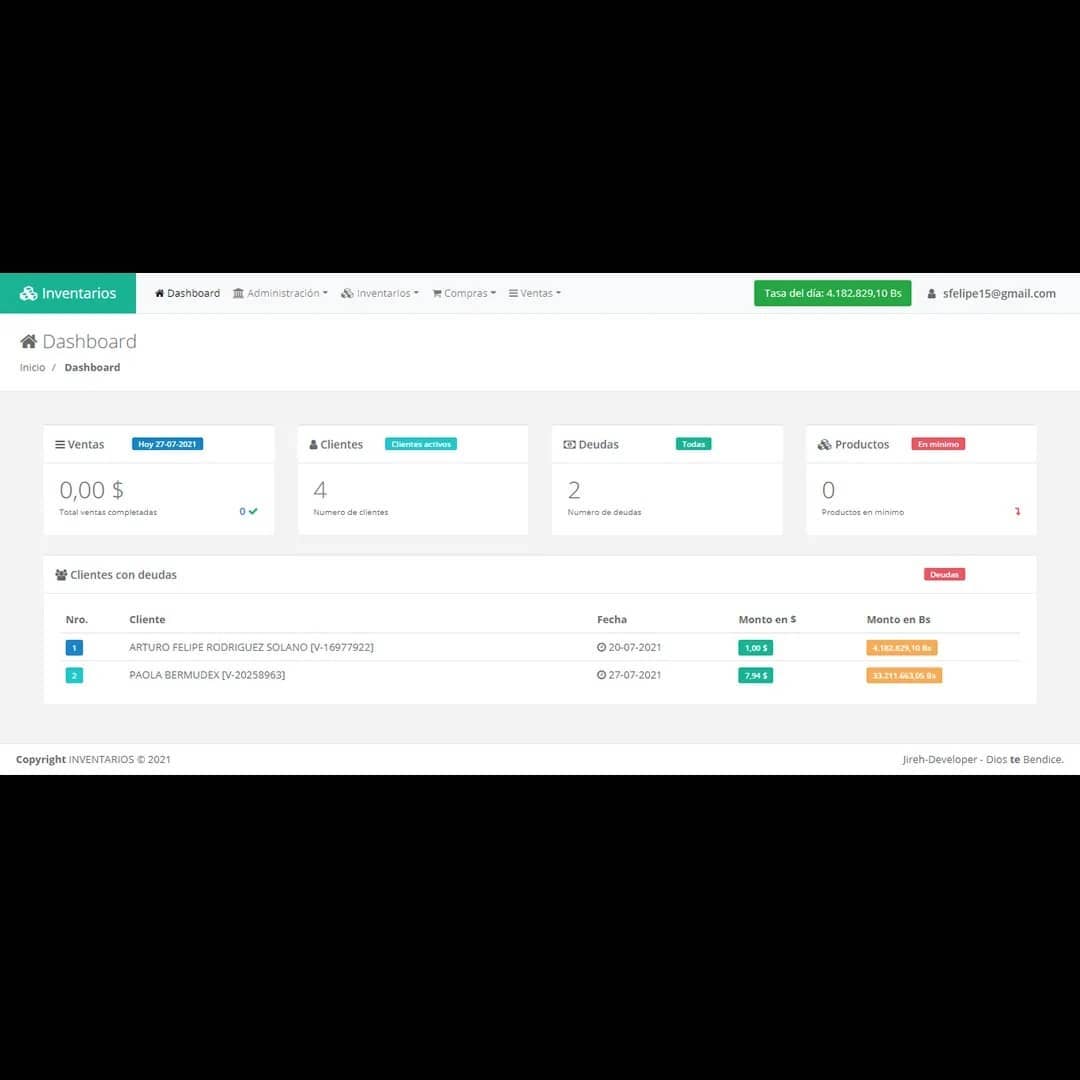 Inventarios Dashboard Administración Inventarios Compras Ventas Tasa del día: 4.182.829,10 Bs sfelipe15@gmail.com
Dashboard
Inicio / Dashboard
Ventas Hoy 27-07-2021 Clientes Clientes activos Deudas Todas Productos En mínimo
0,00 $ 4 2 0
Total ventas completadas 0 Numero de clientes Numero de deudas Productos en mínimo
Clientes con deudas Deudas
Nro. Cliente Fecha Monto en $ Monto en Bs
1 ARTURO FELIPE RODRIGUEZ SOLANO [V-16977922] 20-07-2021 1,00 $ 4.182.829,10 Bs
2 PAOLA BERMUDEX [V-20258963] 27-07-2021 7,94 $ 33.211.663,05 Bs
Copyright INVENTARIOS © 2021 Jireh-Developer - Dios te Bendice.